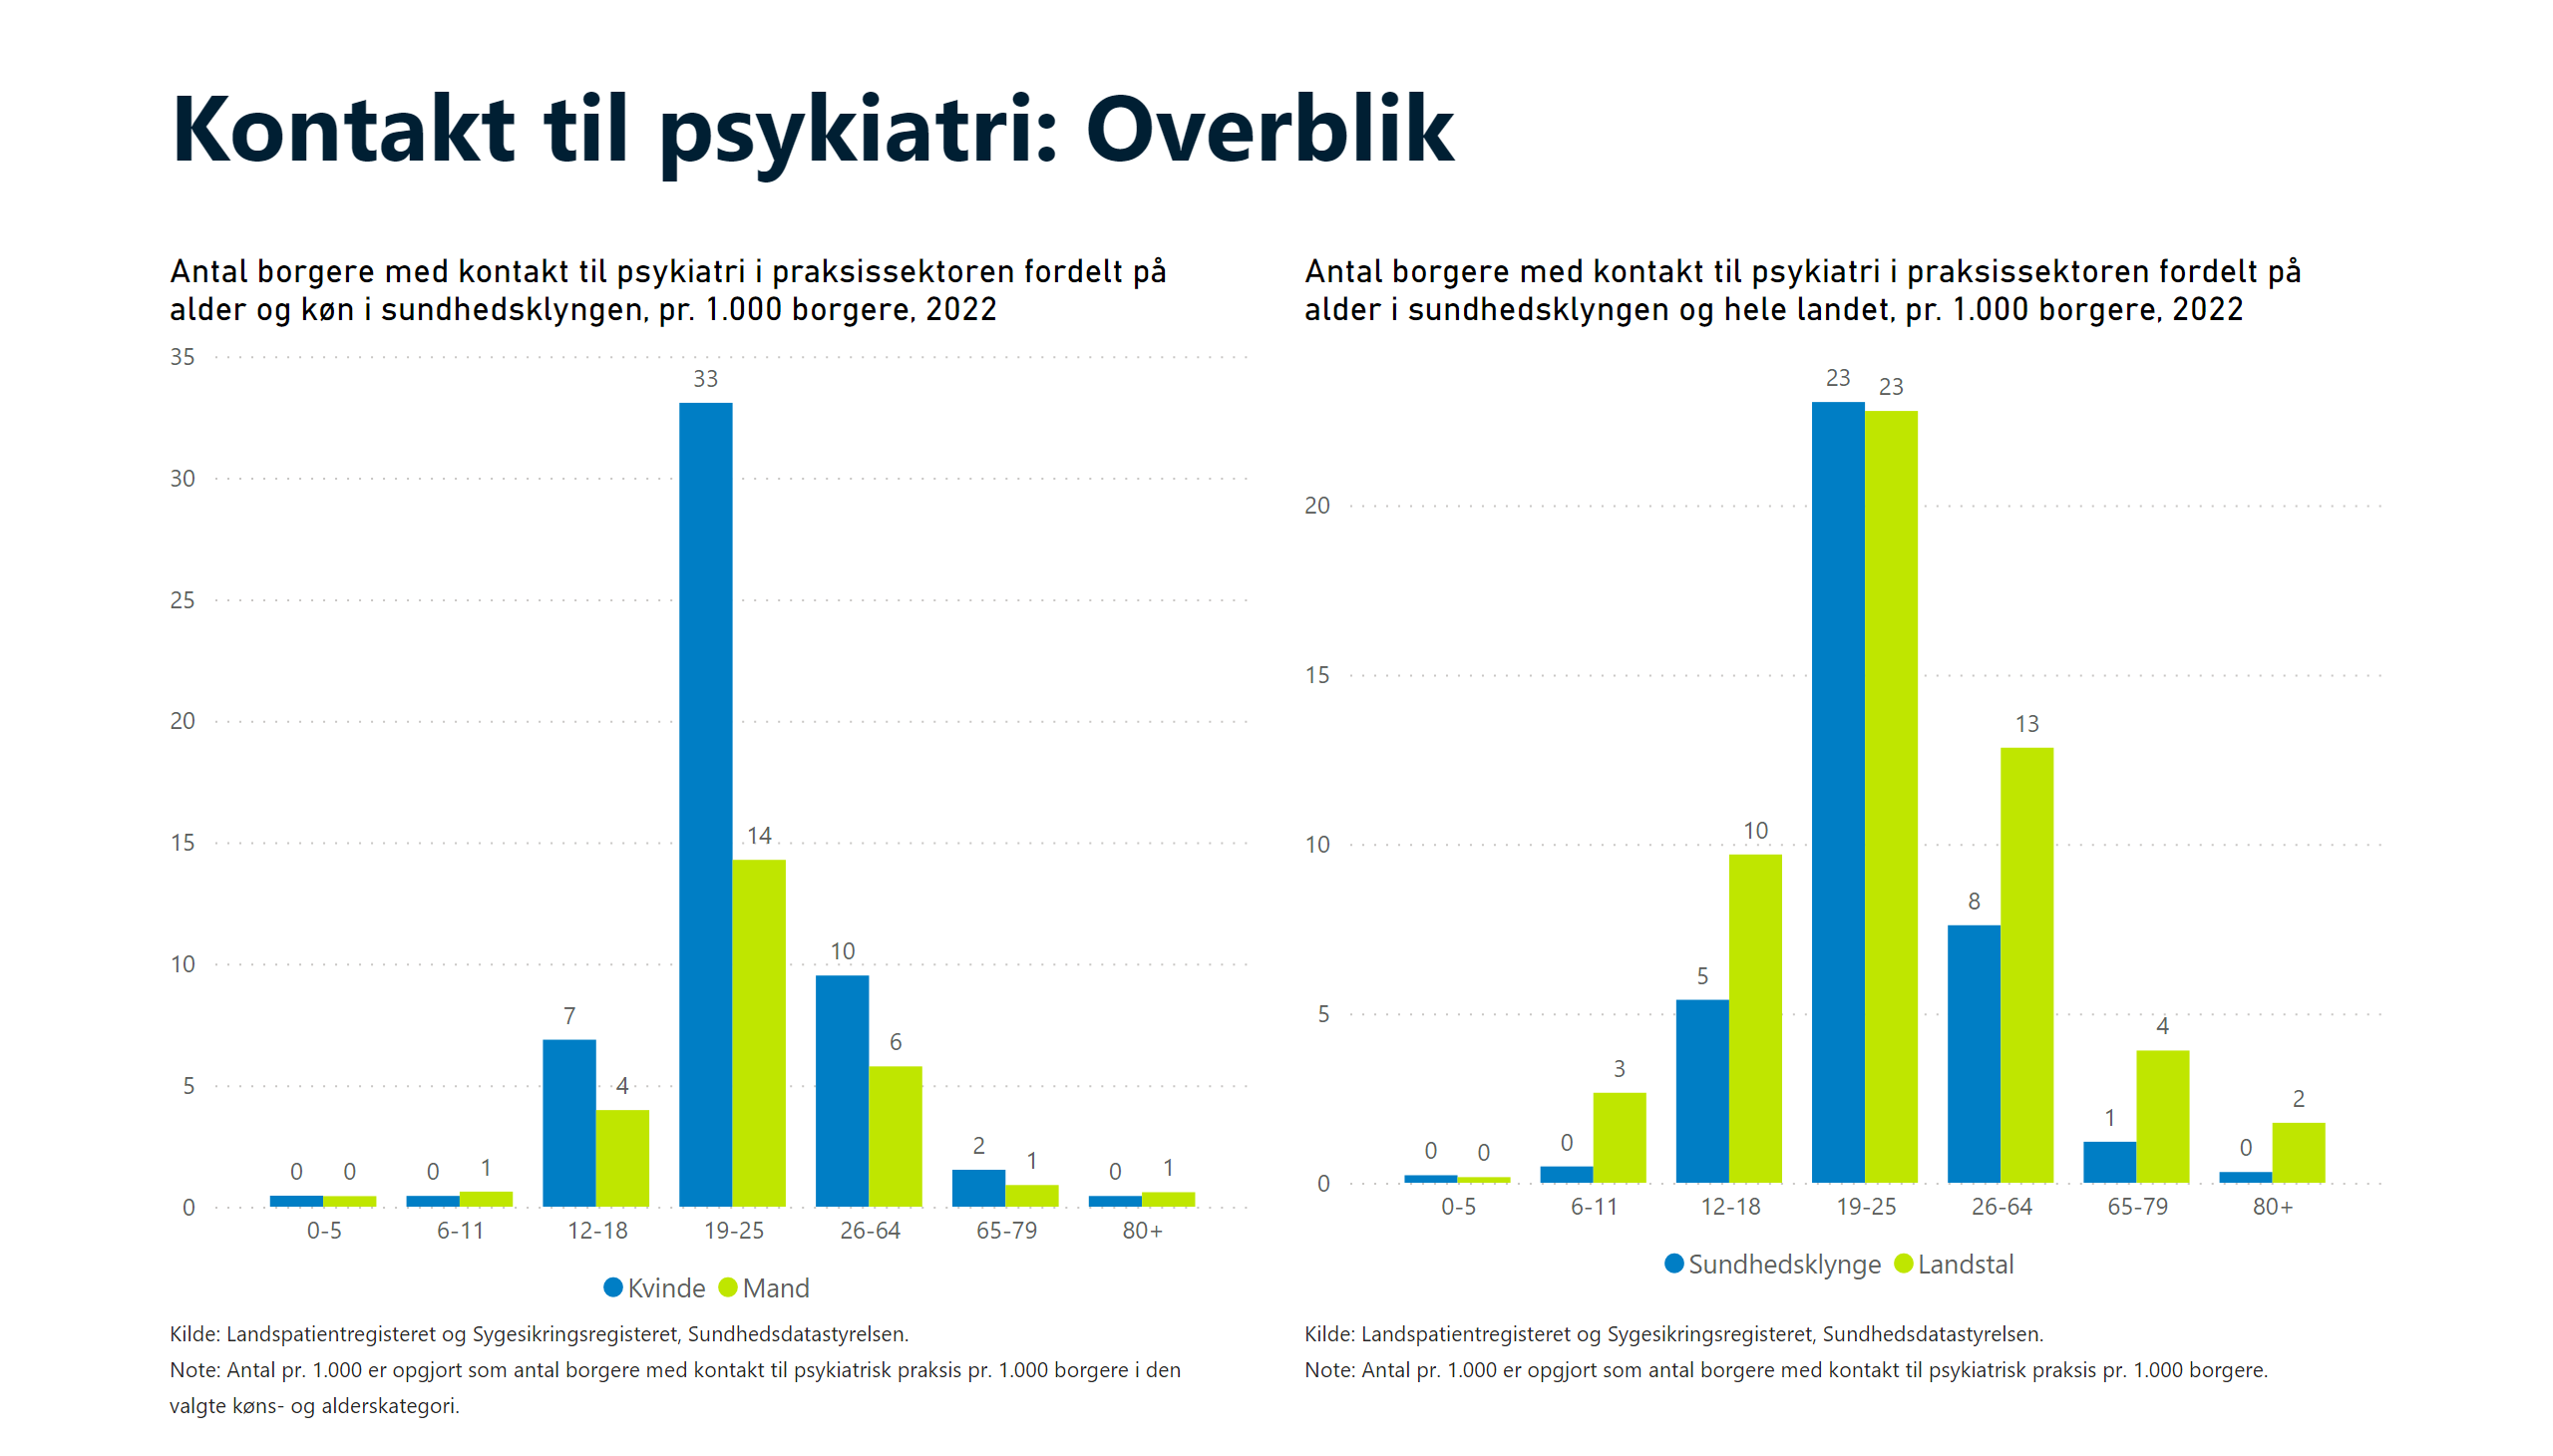 Kontakt til psykiatri: Overblik
Antal borgere med kontakt til psykiatri i praksissektoren fordelt på
alder og køn i sundhedsklyngen, pr. 1.000 borgere, 2022
35
30
25
20
15
10
5
0
0 0
0 1
7 4
33 14
10 6
2 1
0 1
0-5 6-11 12-18 19-25 26-64 65-79 80+
Kvinde Mand
Kilde: Landspatientregisteret og Sygesikringsregisteret, Sundhedsdatastyrelsen.
Note: Antal pr. 1.000 er opgjort som antal borgere med kontakt til psykiatrisk praksis pr. 1.000 borgere i den
valgte køns- og alderskategori.
Antal borgere med kontakt til psykiatri i praksissektoren fordelt på
alder i sundhedsklyngen og hele landet, pr. 1.000 borgere, 2022
20
15
10
5
0
0 0
0 3
5 10
23 23
8 13
1 4
0 2
0-5 6-11 12-18 19-25 26-64 65-79 80+
Sundhedsklynge Landstal
Kilde: Landspatientregisteret og Sygesikringsregisteret, Sundhedsdatastyrelsen.
Note: Antal pr. 1.000 er opgjort som antal borgere med kontakt til psykiatrisk praksis pr. 1.000 borgere.